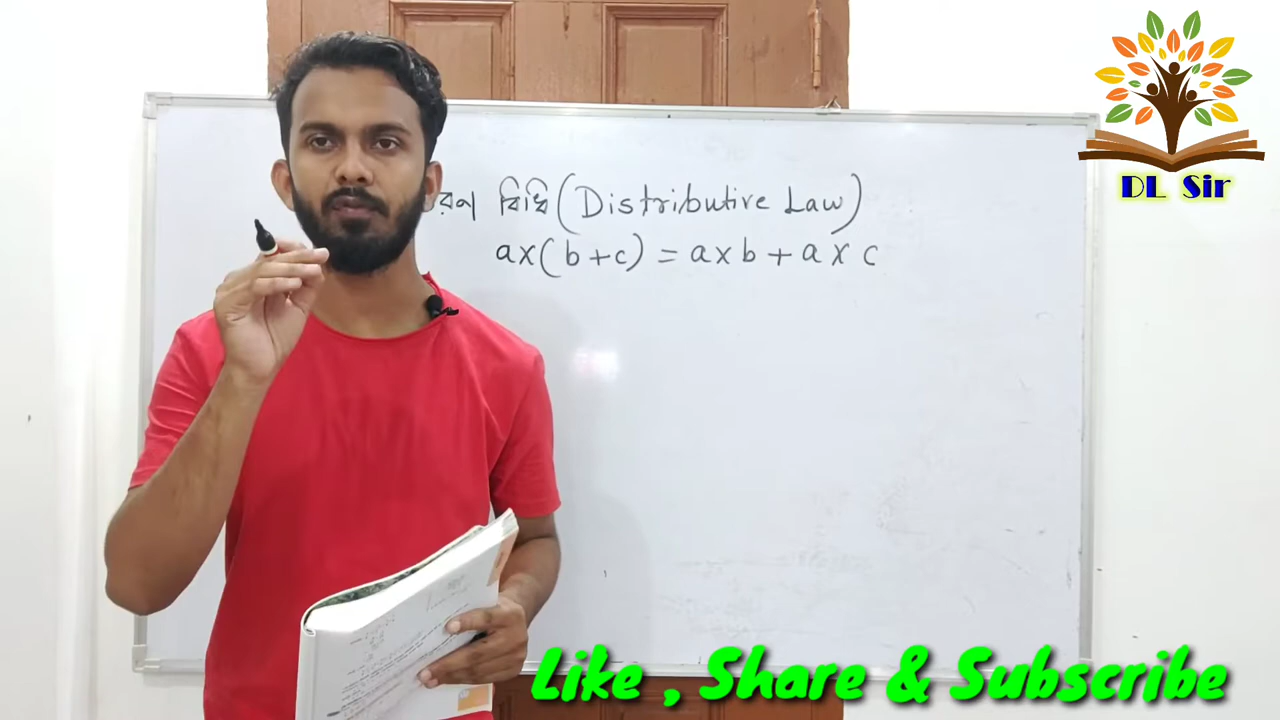 বিধি (Distributive Law)
ax(b+c) = axb + axc
DL Sir
Like , Share & Subscribe